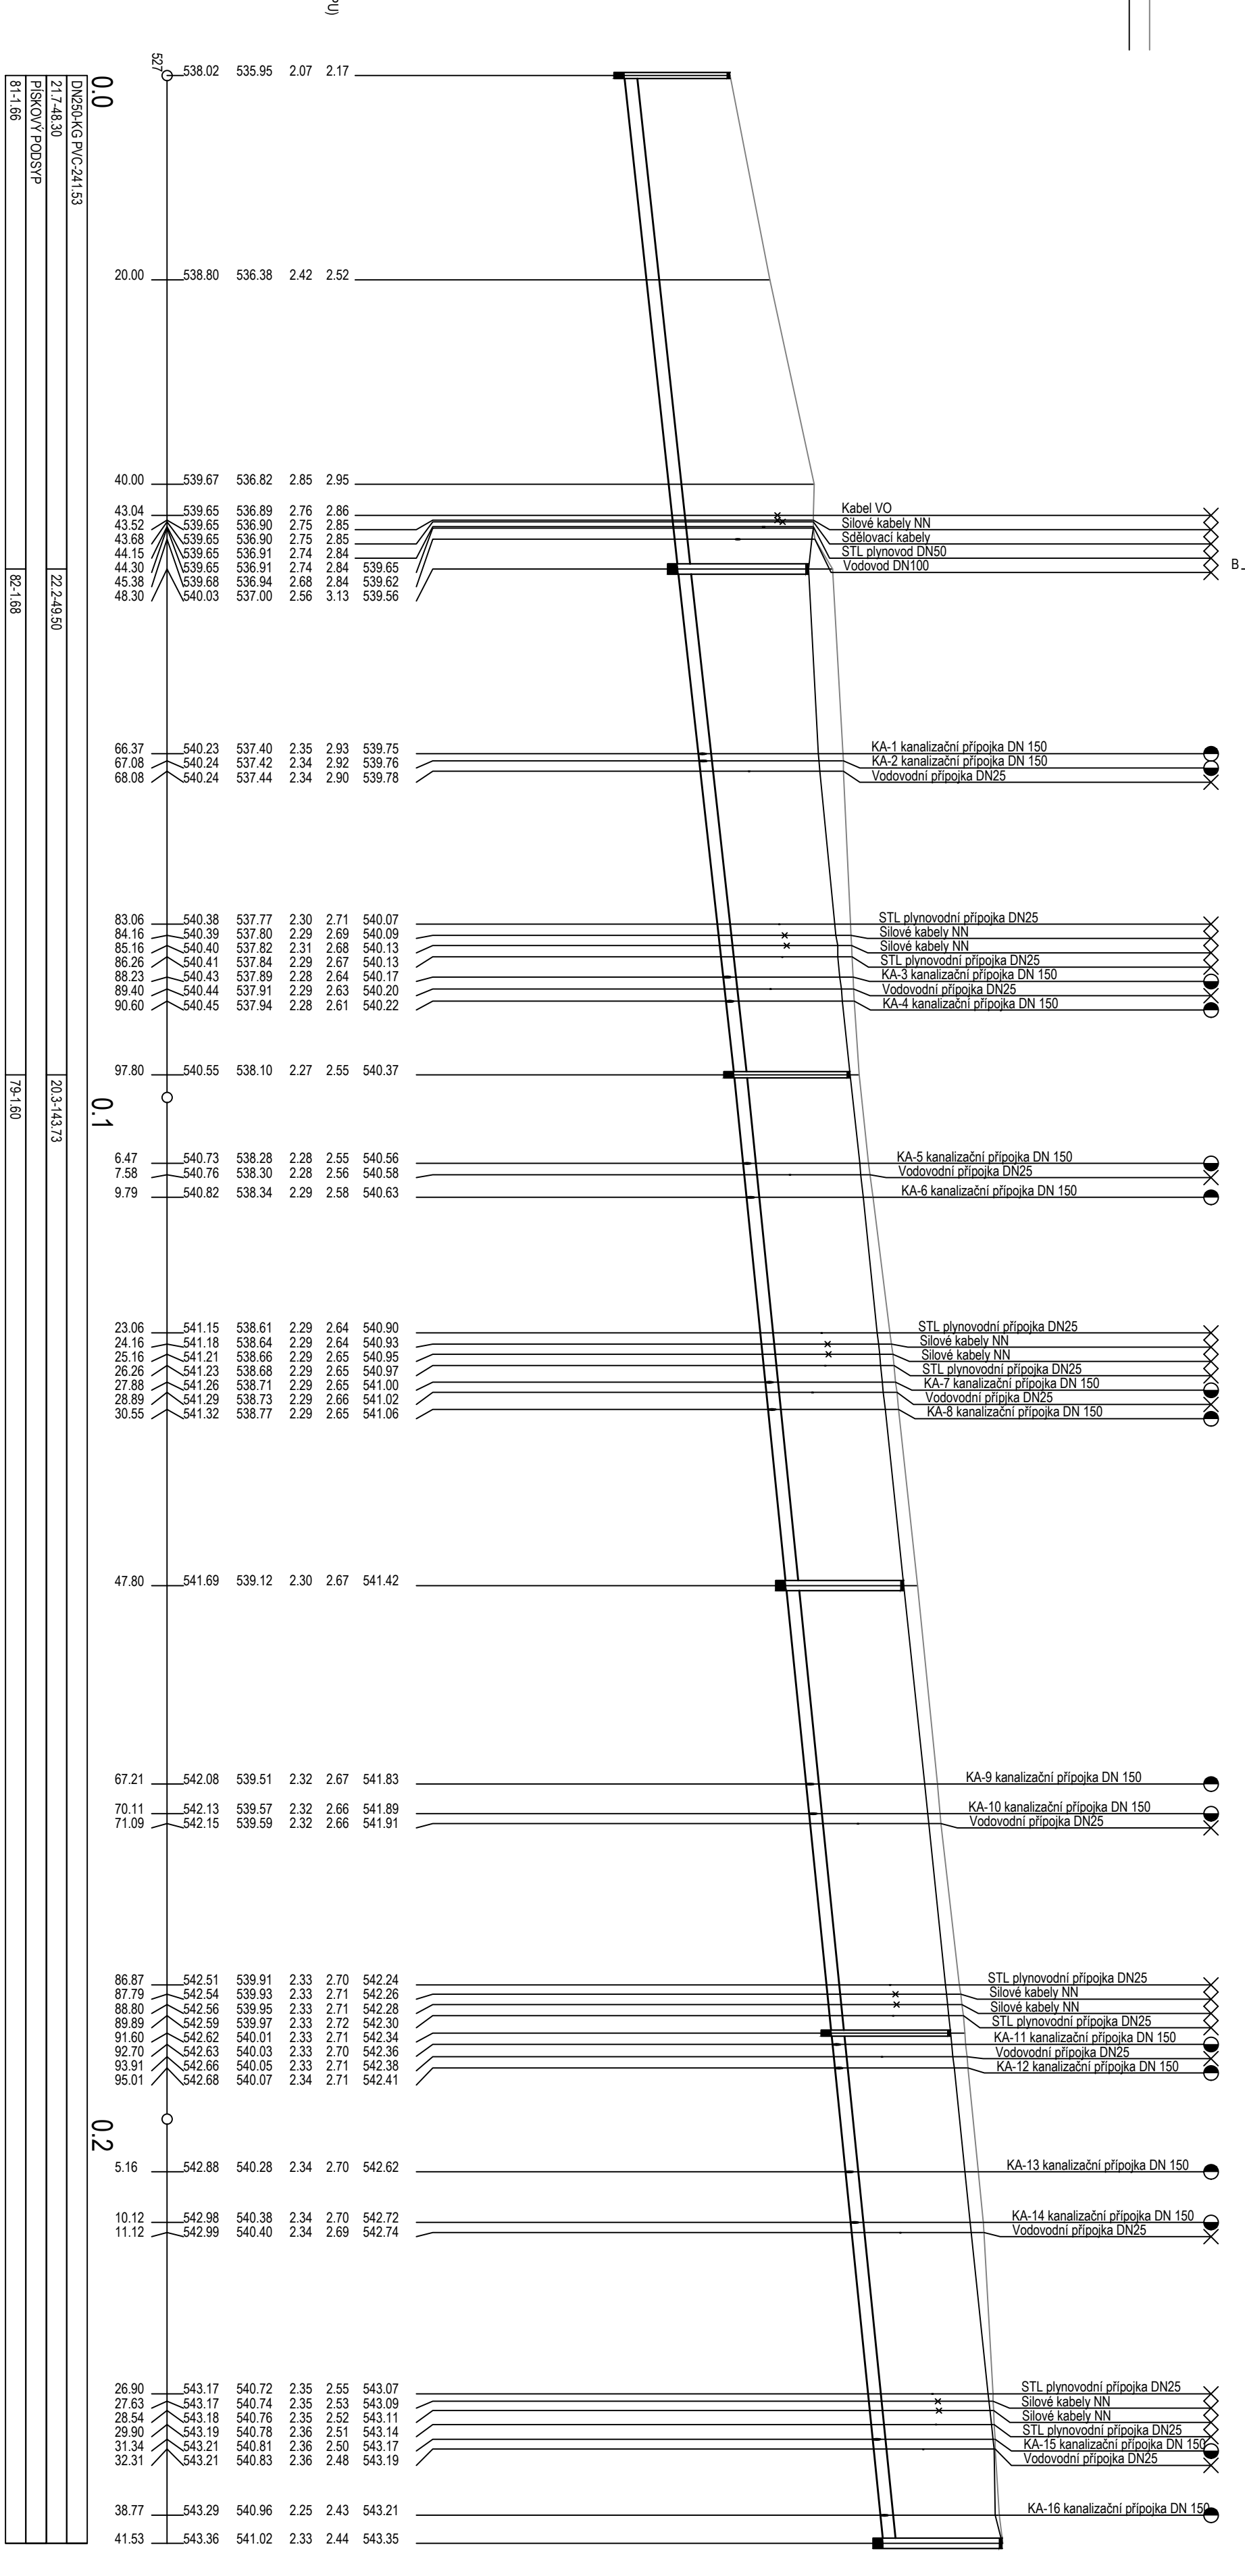 PU)
527
538.02 535.95 2.07 2.17
0.0
DN250-KG PVC-241.53
21.7-48.30
PÍSKOVÝ PODSYP
81-1.66
20.00 538.80 536.38 2.42 2.52
40.00 539.67 536.82 2.85 2.95
43.04 539.65 536.89 2.76 2.86 Kabel VO
43.52 539.65 536.90 2.75 2.85 Silové kabely NN
43.68 539.65 536.90 2.75 2.85 Sdělovací kabely
44.15 539.65 536.91 2.74 2.84 STL plynovod DN50
44.30 539.65 536.91 2.74 2.84 539.65 Vodovod DN100
B
45.38 539.68 536.94 2.68 2.84 539.62
48.30 540.03 537.00 2.56 3.13 539.56
22.2-49.50
82-1.68
66.37 540.23 537.40 2.35 2.93 539.75 KA-1 kanalizační přípojka DN 150
67.08 540.24 537.42 2.34 2.92 539.76 KA-2 kanalizační přípojka DN 150
68.08 540.24 537.44 2.34 2.90 539.78 Vodovodní přípojka DN25
83.06 540.38 537.77 2.30 2.71 540.07 STL plynovodní přípojka DN25
84.16 540.39 537.80 2.29 2.69 540.09 Silové kabely NN
85.16 540.40 537.82 2.31 2.68 540.13 Silové kabely NN
86.26 540.41 537.84 2.29 2.67 540.13 STL plynovodní přípojka DN25
88.23 540.43 537.89 2.28 2.64 540.17 KA-3 kanalizační přípojka DN 150
89.40 540.44 537.91 2.29 2.63 540.20 Vodovodní přípojka DN25
90.60 540.45 537.94 2.28 2.61 540.22 KA-4 kanalizační přípojka DN 150
97.80 540.55 538.10 2.27 2.55 540.37
20.3-143.73
79-1.60
0.1
6.47 540.73 538.28 2.28 2.55 540.56 KA-5 kanalizační přípojka DN 150
7.58 540.76 538.30 2.28 2.56 540.58 Vodovodní přípojka DN25
9.79 540.82 538.34 2.29 2.58 540.63 KA-6 kanalizační přípojka DN 150
23.06 541.15 538.61 2.29 2.64 540.90 STL plynovodní přípojka DN25
24.16 541.18 538.64 2.29 2.64 540.93 Silové kabely NN
25.16 541.21 538.66 2.29 2.65 540.95 Silové kabely NN
26.26 541.23 538.68 2.29 2.65 540.97 STL plynovodní přípojka DN25
27.88 541.26 538.71 2.29 2.65 541.00 KA-7 kanalizační přípojka DN 150
28.89 541.29 538.73 2.29 2.66 541.02 Vodovodní přípjka DN25
30.55 541.32 538.77 2.29 2.65 541.06 KA-8 kanalizační přípojka DN 150
47.80 541.69 539.12 2.30 2.67 541.42
67.21 542.08 539.51 2.32 2.67 541.83 KA-9 kanalizační přípojka DN 150
70.11 542.13 539.57 2.32 2.66 541.89 KA-10 kanalizační přípojka DN 150
71.09 542.15 539.59 2.32 2.66 541.91 Vodovodní přípojka DN25
86.87 542.51 539.91 2.33 2.70 542.24 STL plynovodní přípojka DN25
87.79 542.54 539.93 2.33 2.71 542.26 Silové kabely NN
88.80 542.56 539.95 2.33 2.71 542.28 Silové kabely NN
89.89 542.59 539.97 2.33 2.72 542.30 STL plynovodní přípojka DN25
91.60 542.62 540.01 2.33 2.71 542.34 KA-11 kanalizační přípojka DN 150
92.70 542.63 540.03 2.33 2.70 542.36 Vodovodní přípojka DN25
93.91 542.66 540.05 2.33 2.71 542.38 KA-12 kanalizační přípojka DN 150
95.01 542.68 540.07 2.34 2.71 542.41
0.2
5.16 542.88 540.28 2.34 2.70 542.62 KA-13 kanalizační přípojka DN 150
10.12 542.98 540.38 2.34 2.70 542.72 KA-14 kanalizační přípojka DN 150
11.12 542.99 540.40 2.34 2.69 542.74 Vodovodní přípojka DN25
26.90 543.17 540.72 2.35 2.55 543.07 STL plynovodní přípojka DN25
27.63 543.17 540.74 2.35 2.53 543.09 Silové kabely NN
28.54 543.18 540.76 2.35 2.52 543.11 Silové kabely NN
29.90 543.19 540.78 2.36 2.51 543.14 STL plynovodní přípojka DN25
31.34 543.21 540.81 2.36 2.50 543.17 KA-15 kanalizační přípojka DN 150
32.31 543.21 540.83 2.36 2.48 543.19 Vodovodní přípojka DN25
38.77 543.29 540.96 2.25 2.43 543.21 KA-16 kanalizační přípojka DN 150
41.53 543.36 541.02 2.33 2.44 543.35